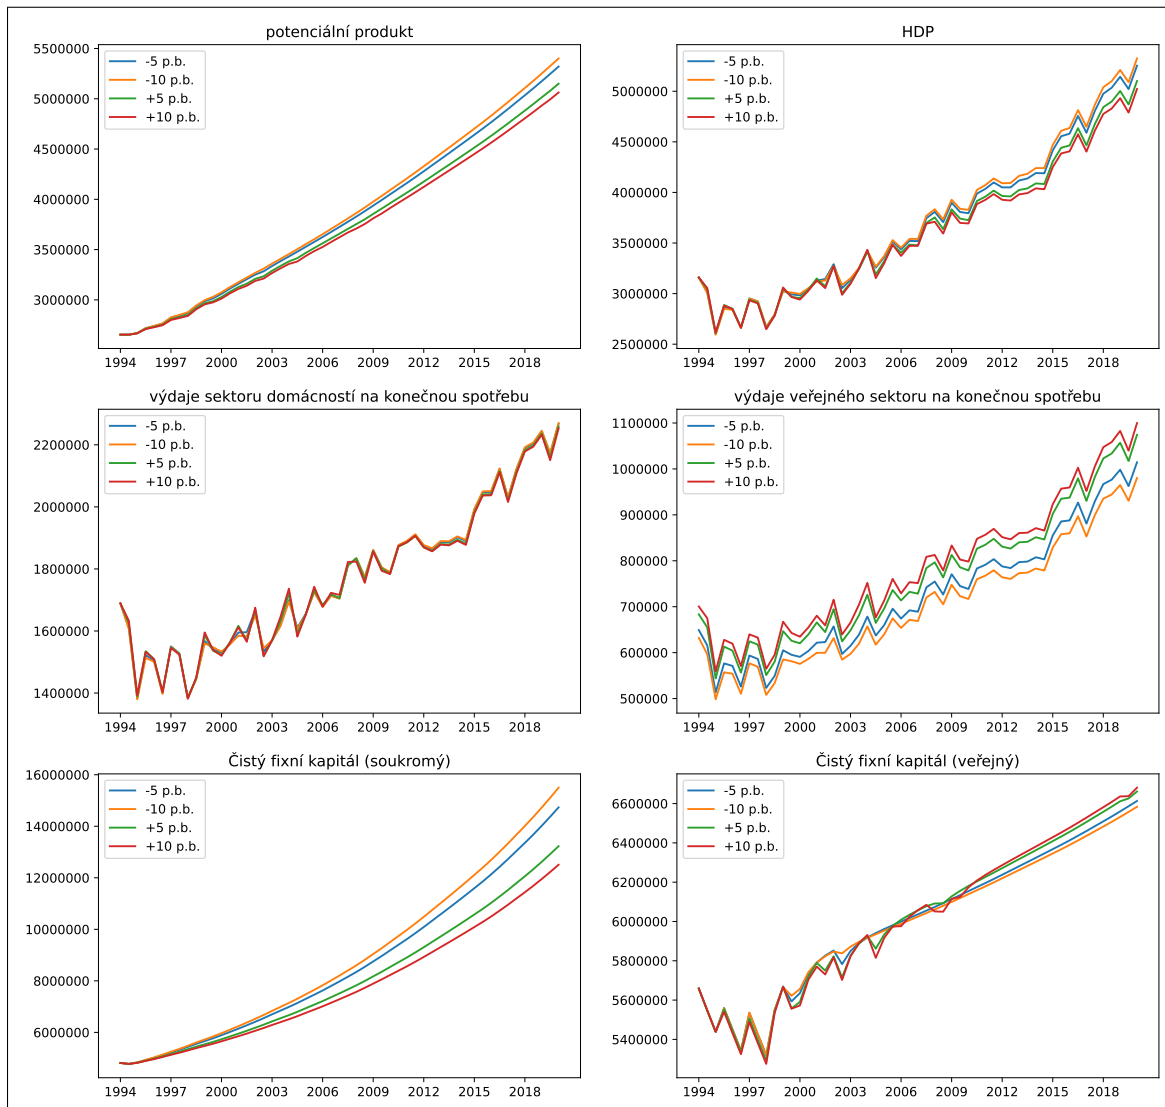 potenciální produkt
5500000
5000000
4500000
4000000
3500000
3000000
-5 p.b.
-10 p.b.
+5 p.b.
+10 p.b.
1994 1997 2000 2003 2006 2009 2012 2015 2018
HDP
5000000
4500000
4000000
3500000
3000000
2500000
-5 p.b.
-10 p.b.
+5 p.b.
+10 p.b.
1994 1997 2000 2003 2006 2009 2012 2015 2018
výdaje sektoru domácností na konečnou spotřebu
2200000
2000000
1800000
1600000
1400000
-5 p.b.
-10 p.b.
+5 p.b.
+10 p.b.
1994 1997 2000 2003 2006 2009 2012 2015 2018
výdaje veřejného sektoru na konečnou spotřebu
1100000
1000000
900000
800000
700000
600000
500000
-5 p.b.
-10 p.b.
+5 p.b.
+10 p.b.
1994 1997 2000 2003 2006 2009 2012 2015 2018
Čistý fixní kapitál (soukromý)
16000000
14000000
12000000
10000000
8000000
6000000
-5 p.b.
-10 p.b.
+5 p.b.
+10 p.b.
1994 1997 2000 2003 2006 2009 2012 2015 2018
Čistý fixní kapitál (veřejný)
6600000
6400000
6200000
6000000
5800000
5600000
5400000
-5 p.b.
-10 p.b.
+5 p.b.
+10 p.b.
1994 1997 2000 2003 2006 2009 2012 2015 2018